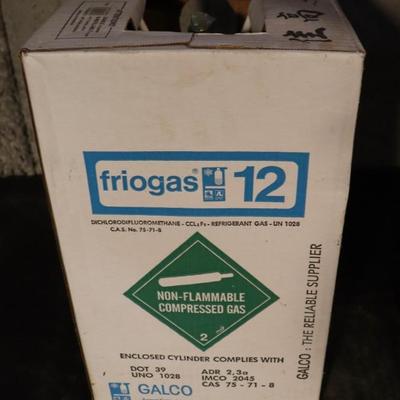 friogas® 12
DICHLORODIFLUOROMETHANE - CCL₂F₂ - REFRIGERANT GAS - UN 1028
C.A.S. No. 75-71-8
NON-FLAMMABLE
COMPRESSED GAS
2
ENCLOSED CYLINDER COMPLIES WITH
DOT 39 ADR 2,3a
UNO 1028 IMCO 2045
CAS 75-71-8
GALCO
GALCO : THE RELIABLE SUPPLIER